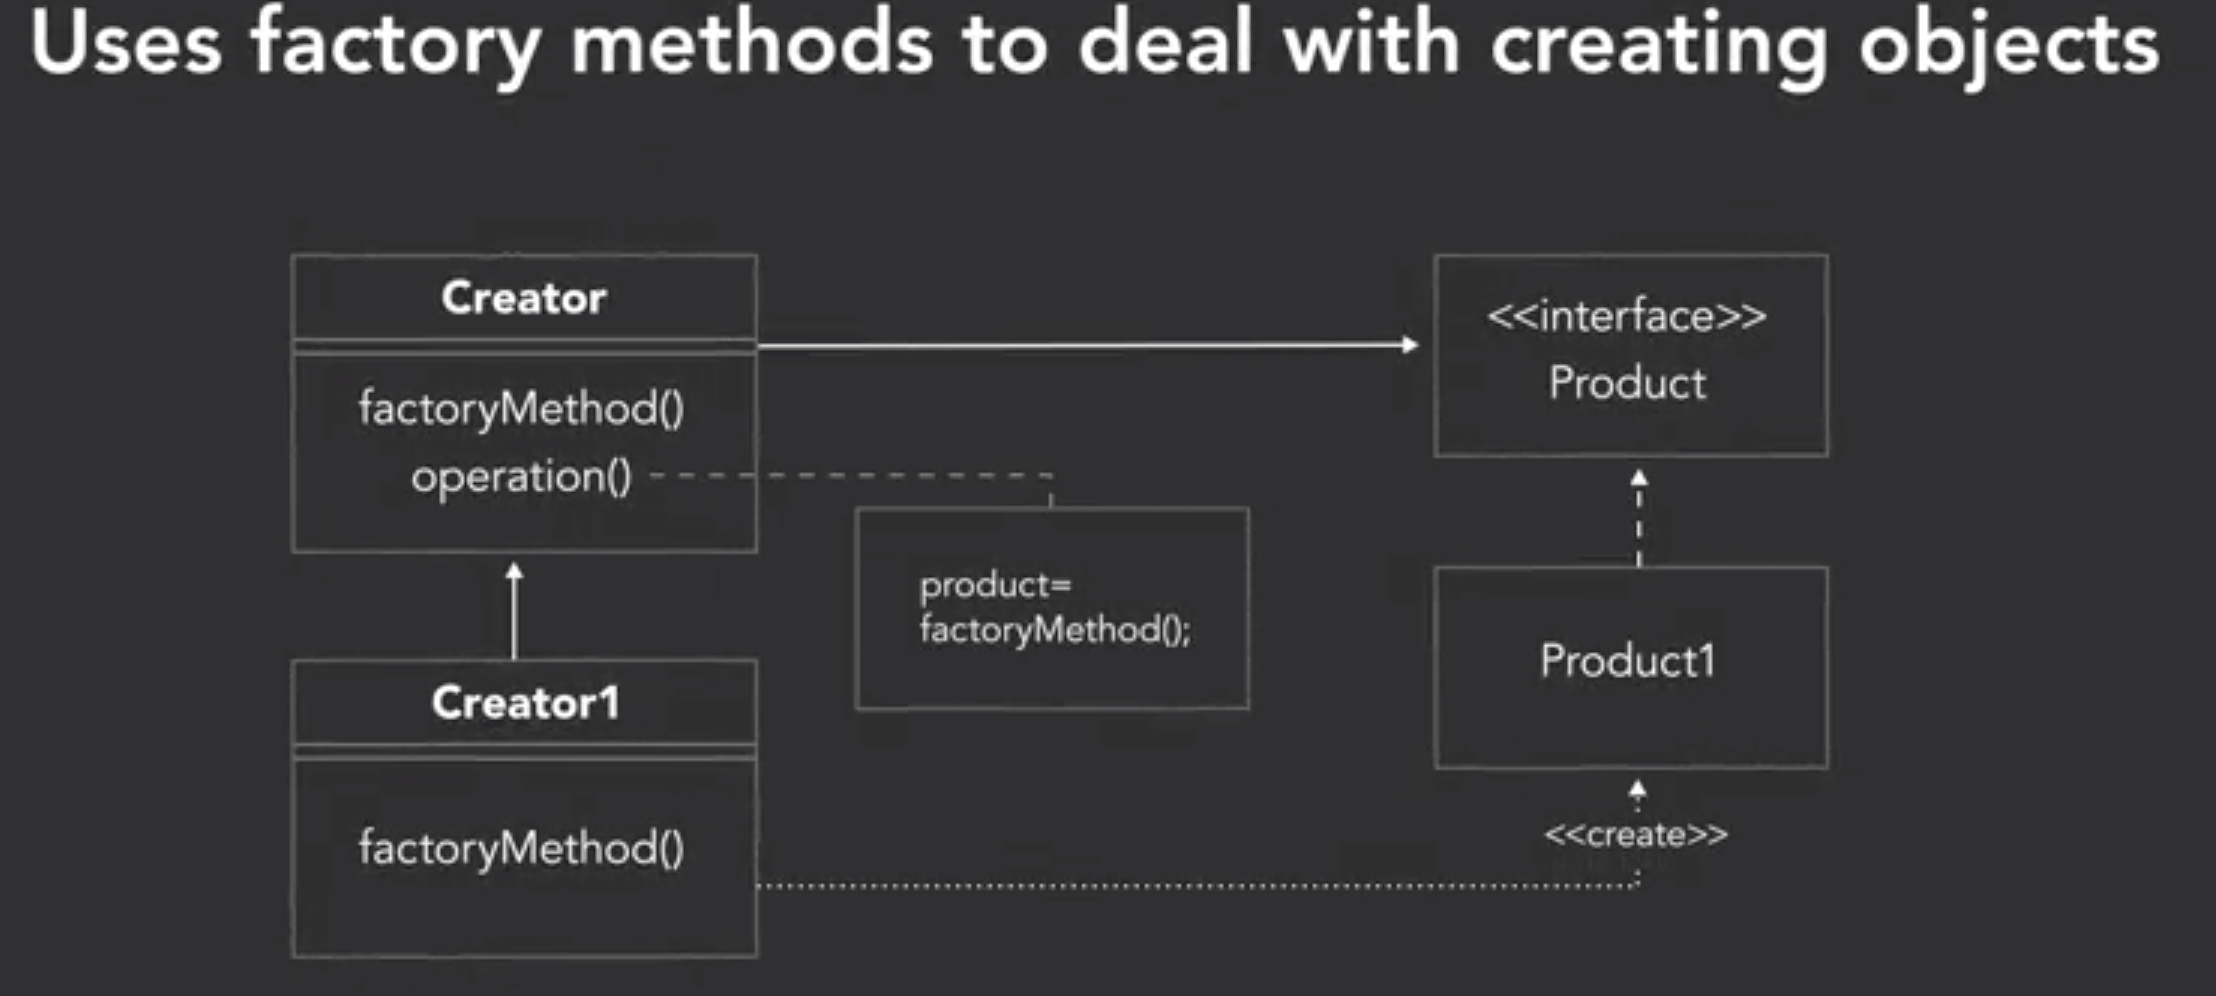 Uses factory methods to deal with creating objects
Creator
factoryMethod()
operation()
<<interface>>
Product
product=
factoryMethod();
Creator1
factoryMethod()
Product1
<<create>>